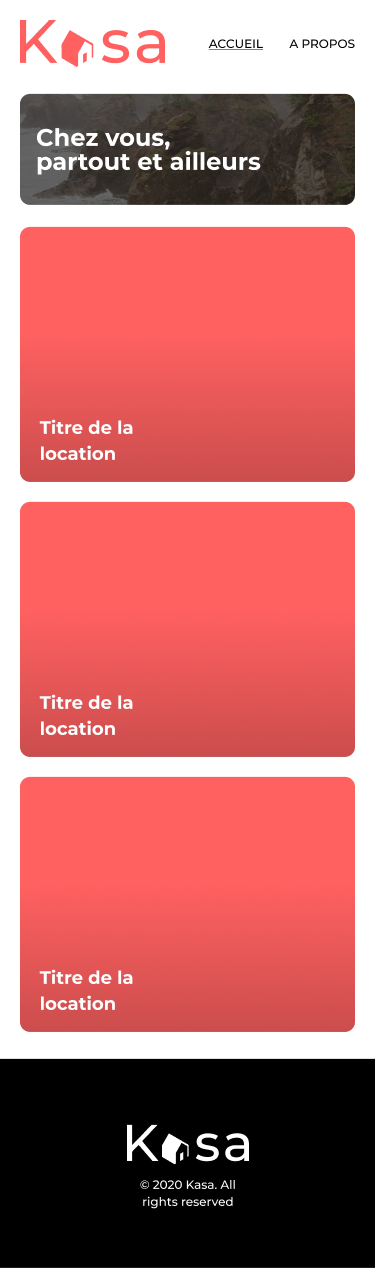 Kasa
ACCUEIL
A PROPOS
Chez vous,
partout et ailleurs
Titre de la
location
Titre de la
location
Titre de la
location
Kasa
© 2020 Kasa. All
rights reserved